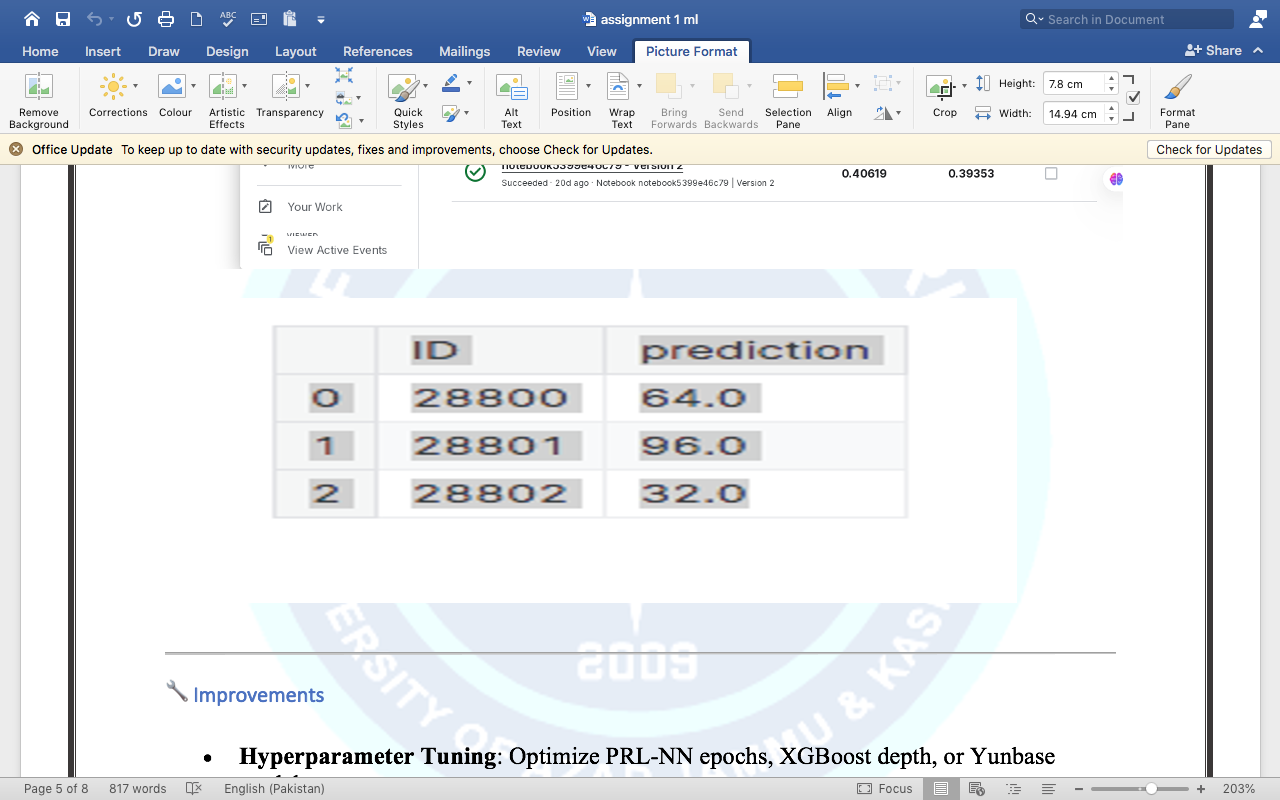 assignment 1 ml
Search in Document
Home Insert Draw Design Layout References Mailings Review View Picture Format Share
Remove Background
Corrections
Colour
Artistic Effects
Transparency
Quick Styles
Alt Text
Position
Wrap Text
Bring Forwards
Send Backwards
Selection Pane
Align
Crop
Height: 7.8 cm
Width: 14.94 cm
Format Pane
Office Update To keep up to date with security updates, fixes and improvements, choose Check for Updates. Check for Updates
More
notebook5399e46c79 - Version 2
0.40619 0.39353
Succeeded · 20d ago · Notebook notebook5399e46c79 | Version 2
Your Work
VIEWED
1
View Active Events
ID prediction
0 28800 64.0
1 28801 96.0
2 28802 32.0
2009
Improvements
• Hyperparameter Tuning: Optimize PRL-NN epochs, XGBoost depth, or Yunbase
Page 5 of 8 817 words English (Pakistan) Focus 203%